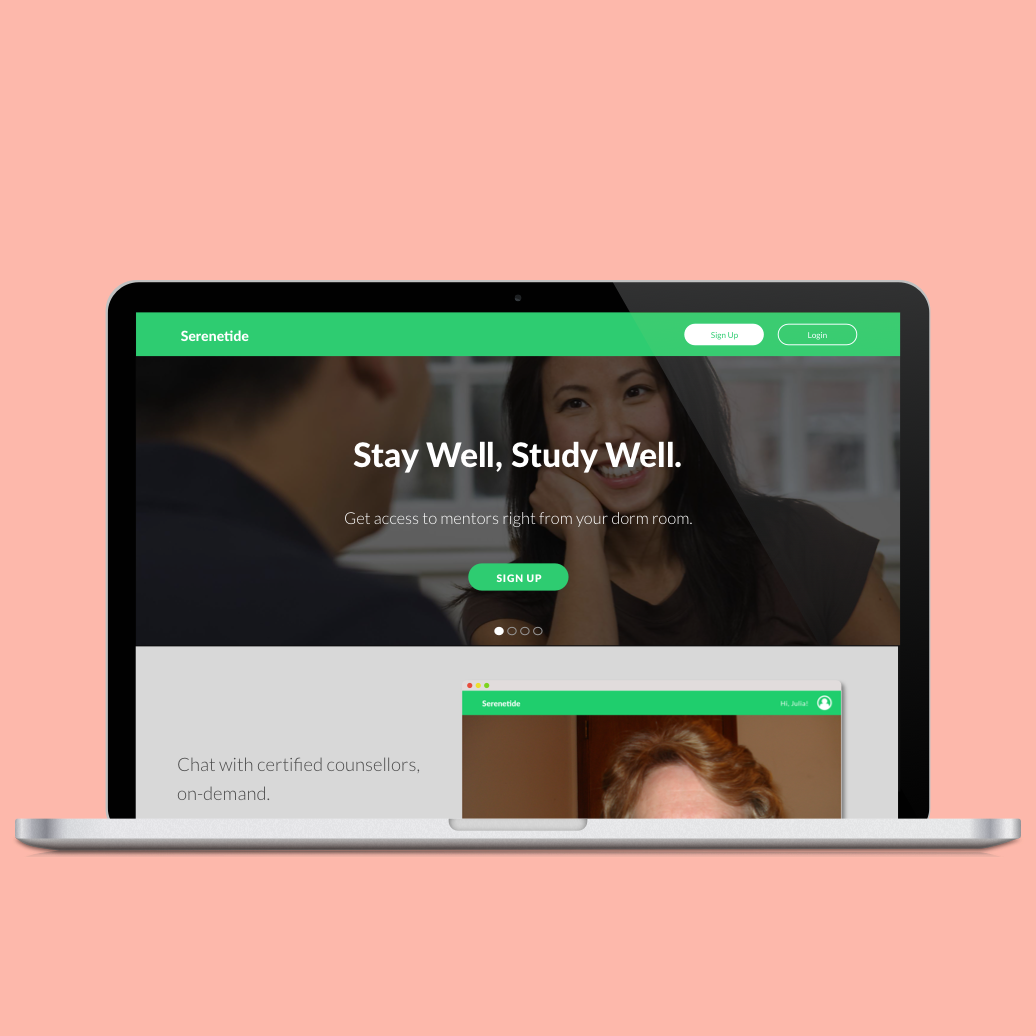 Serenetide
Sign Up
Login
Stay Well, Study Well.
Get access to mentors right from your dorm room.
SIGN UP
Serenetide
Hi, Julia!
Chat with certified counsellors,
on-demand.